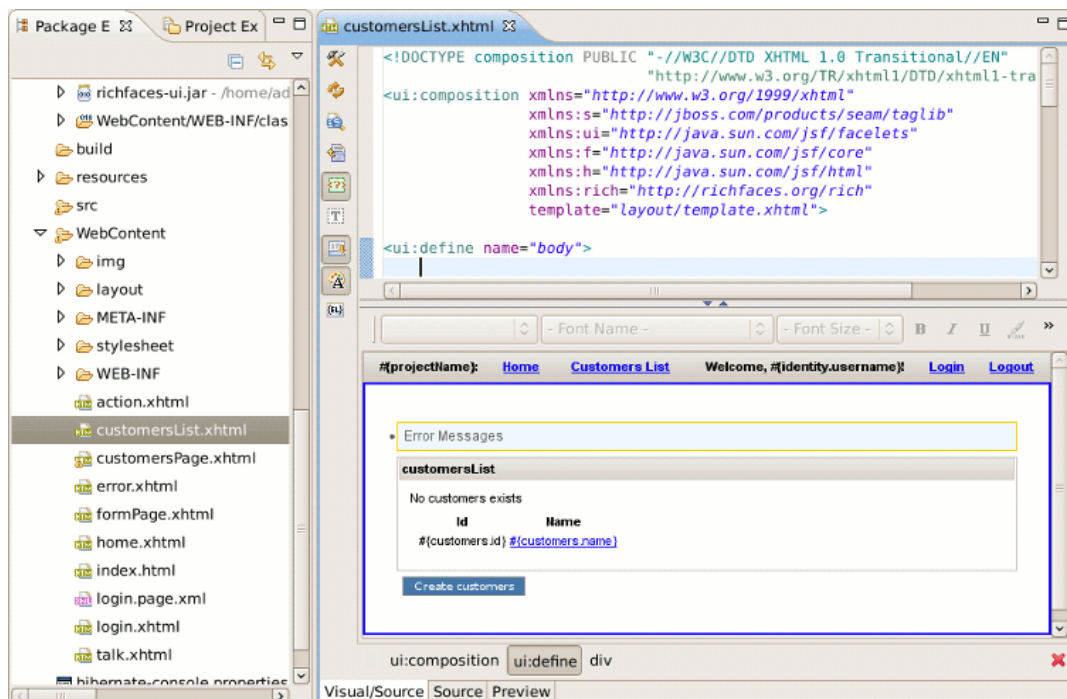 Package E
Project Ex
richfaces-ui.jar - /home/ad
WebContent/WEB-INF/clas
build
resources
src
WebContent
img
layout
META-INF
stylesheet
WEB-INF
action.xhtml
customersList.xhtml
customersPage.xhtml
error.xhtml
formPage.xhtml
home.xhtml
index.html
login.page.xml
login.xhtml
talk.xhtml
hibernate-console.properties
customersList.xhtml
<!DOCTYPE composition PUBLIC "-//W3C//DTD XHTML 1.0 Transitional//EN"
"http://www.w3.org/TR/xhtml1/DTD/xhtml1-tra
<ui:composition xmlns="http://www.w3.org/1999/xhtml"
xmlns:s="http://jboss.com/products/seam/taglib"
xmlns:ui="http://java.sun.com/jsf/facelets"
xmlns:f="http://java.sun.com/jsf/core"
xmlns:h="http://java.sun.com/jsf/html"
xmlns:rich="http://richfaces.org/rich"
template="layout/template.xhtml">
<ui:define name="body">
- Font Name -
- Font Size -
B I U »
#{projectName}: Home Customers List Welcome, #{identity.username}! Login Logout
Error Messages
customersList
No customers exists
Id Name
#{customers.id} #{customers.name}
Create customers
ui:composition ui:define div
Visual/Source Source Preview